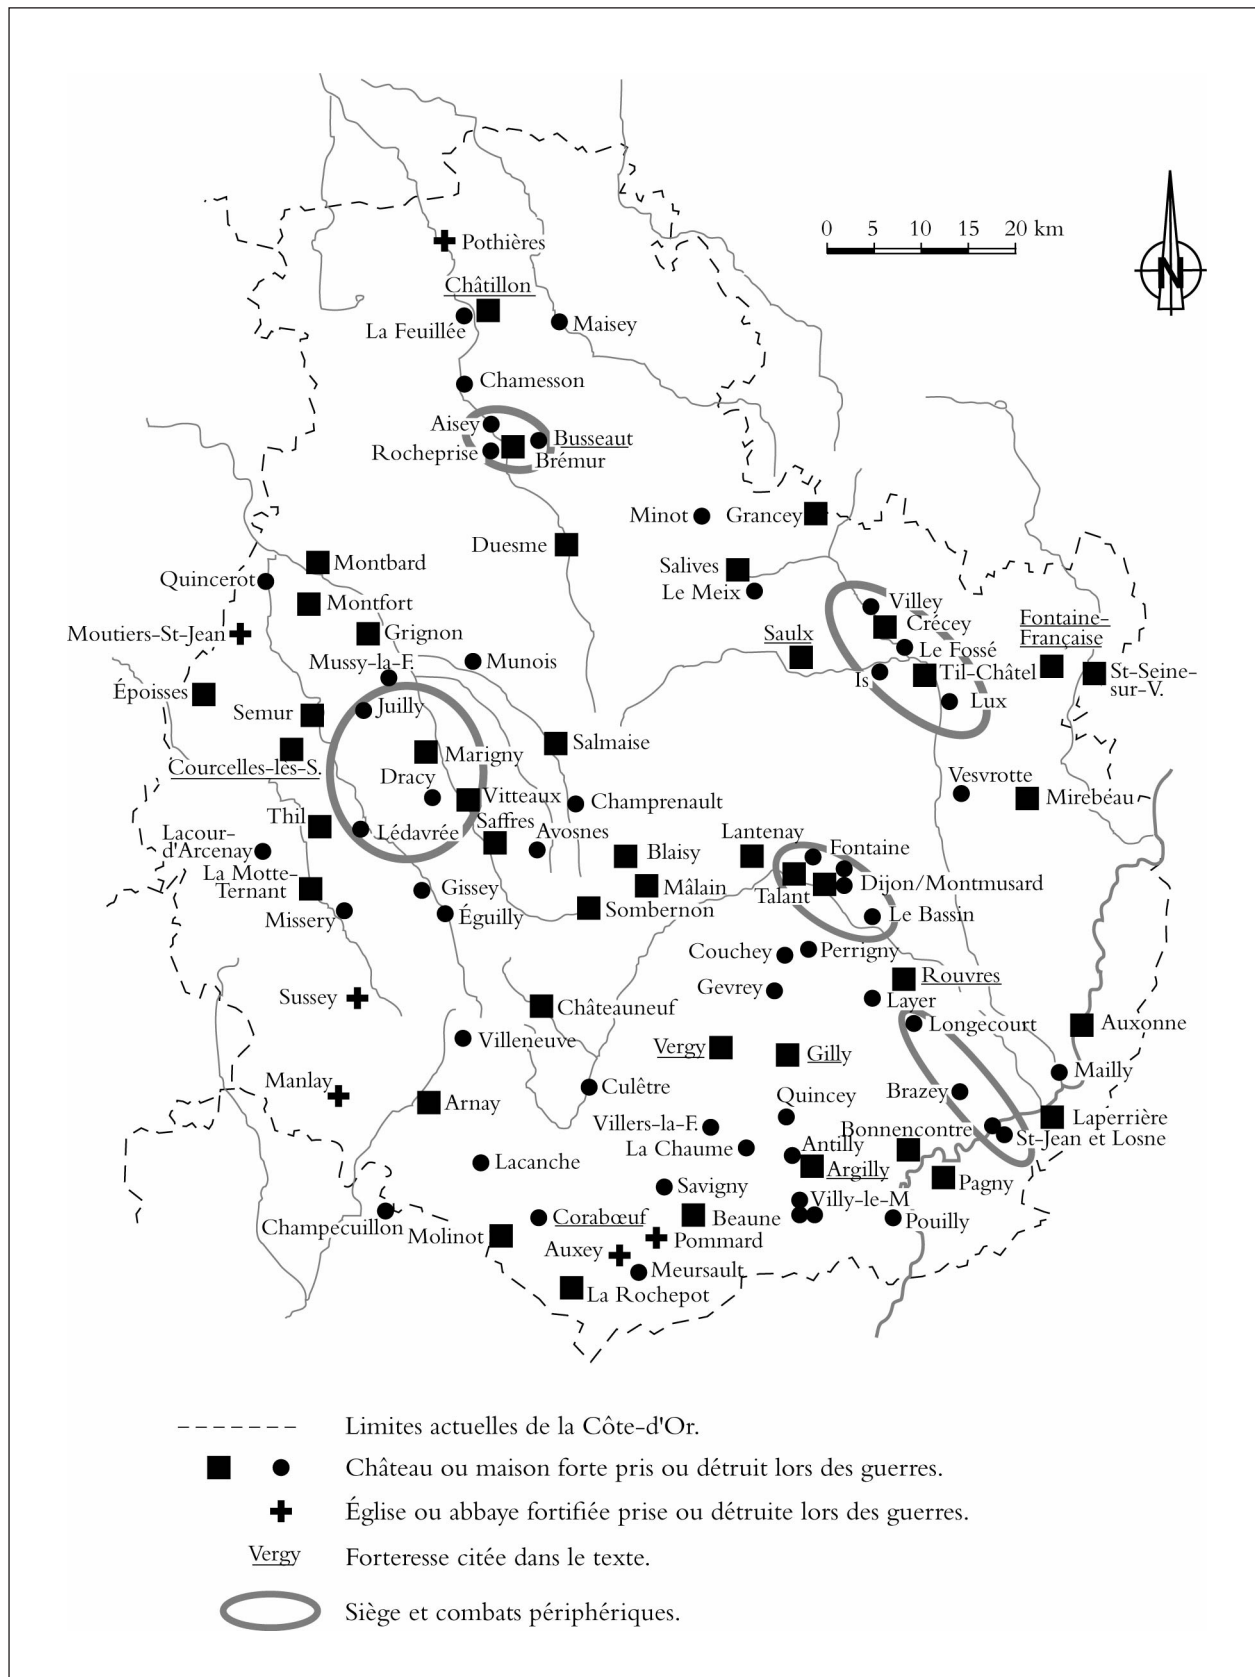 Pothières
0 5 10 15 20 km
N
Châtillon
La Feuillée
Maisey
Chamesson
Aisey
Busseaut
Rocheprise
Brémur
Minot
Grancey
Duesme
Montbard
Salives
Quincerot
Le Meix
Villey
Montfort
Crécey
Fontaine-
Française
Moutiers-St-Jean
Grignon
Saulx
Le Fossé
Mussy-la-F.
Munois
Is
Til-Châtel
St-Seine-
sur-V.
Époisses
Juilly
Lux
Semur
Salmaise
Marigny
Courcelles-lès-S.
Dracy
Vesvrotte
Vitteaux
Champrenault
Mirebeau
Thil
Saffres
Lédavrée
Avosnes
Lantenay
Lacour-
d'Arcenay
Fontaine
Blaisy
La Motte-
Ternant
Gissey
Mâlain
Talant
Dijon/Montmusard
Missery
Éguilly
Sombernon
Le Bassin
Couchey
Perrigny
Rouvres
Gevrey
Sussey
Layer
Châteauneuf
Longecourt
Auxonne
Villeneuve
Vergy
Gilly
Manlay
Culêtre
Mailly
Brazey
Arnay
Quincey
Villers-la-F.
Laperrière
Bonnencontre
St-Jean et Losne
La Chaume
Antilly
Lacanche
Argilly
Savigny
Pagny
Villy-le-M
Champecuillon
Corabœuf
Beaune
Pouilly
Molinot
Pommard
Auxey
Meursault
La Rochepot
Limites actuelles de la Côte-d'Or.
Château ou maison forte pris ou détruit lors des guerres.
Église ou abbaye fortifiée prise ou détruite lors des guerres.
Vergy Forteresse citée dans le texte.
Siège et combats périphériques.